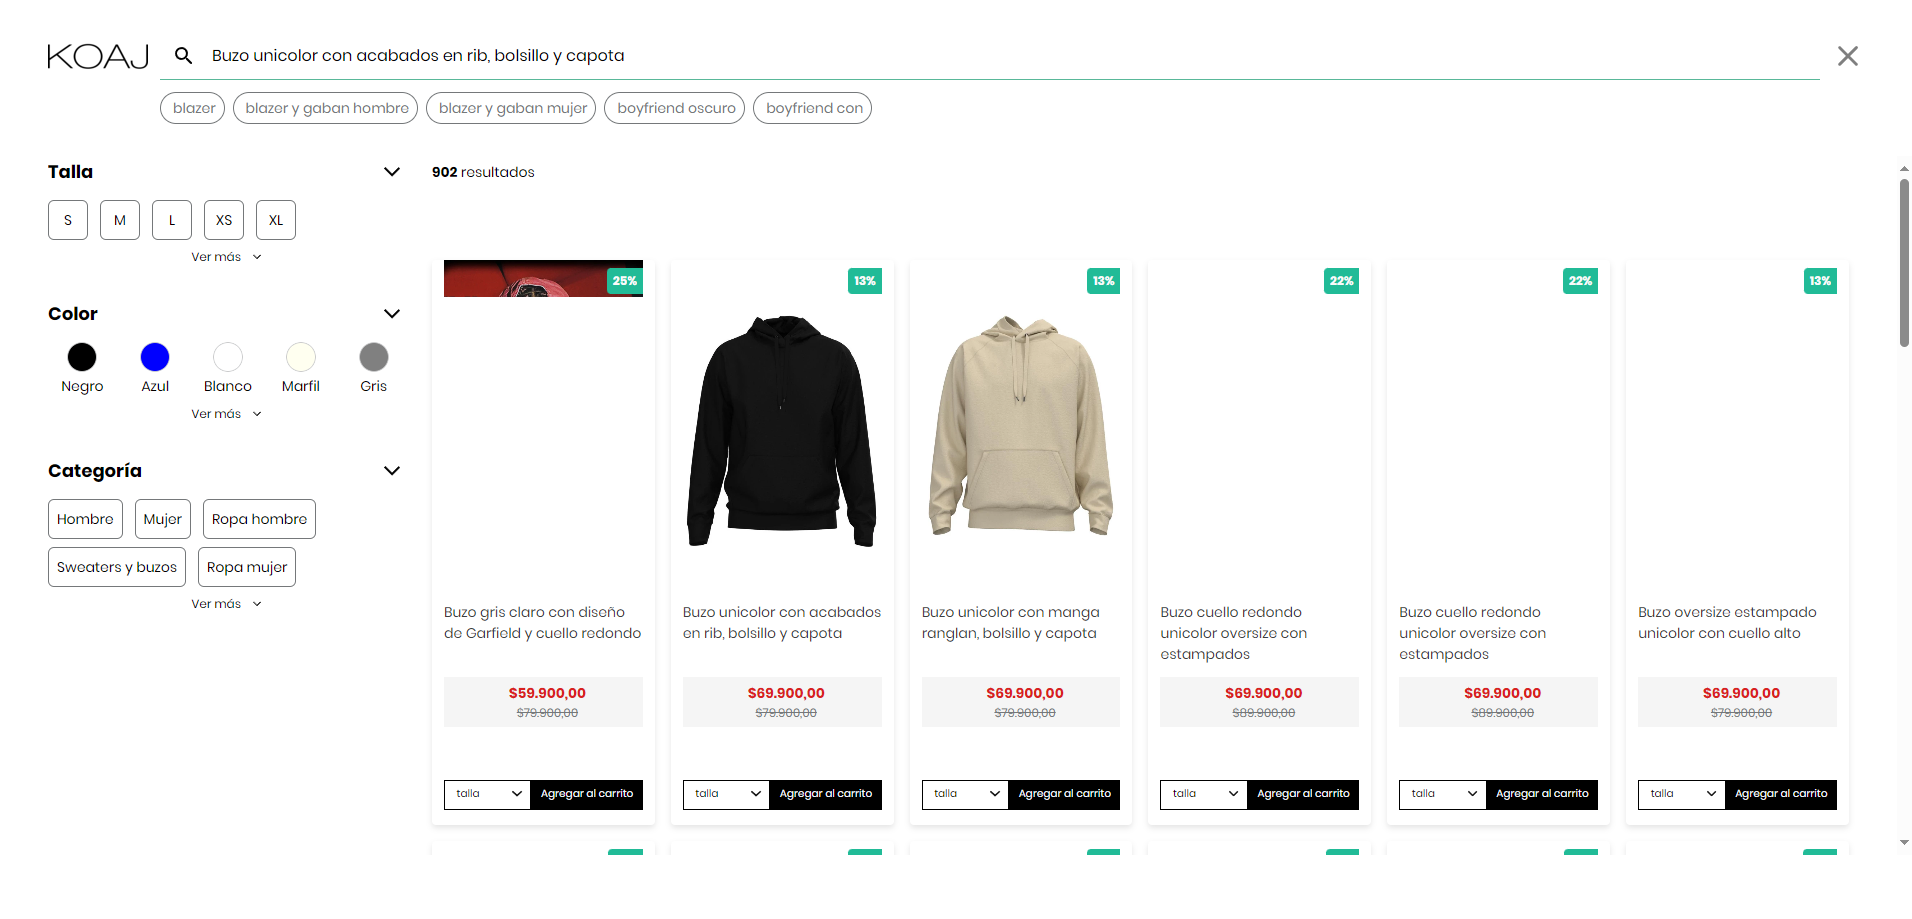 KOAJ
Buzo unicolor con acabados en rib, bolsillo y capota
blazer
blazer y gaban hombre
blazer y gaban mujer
boyfriend oscuro
boyfriend con
Talla
S
M
L
XS
XL
Ver más
Color
Negro
Azul
Blanco
Marfil
Gris
Ver más
Categoría
Hombre
Mujer
Ropa hombre
Sweaters y buzos
Ropa mujer
Ver más
902 resultados
25%
Buzo gris claro con diseño
de Garfield y cuello redondo
$59.900,00
$79.900,00
talla
Agregar al carrito
13%
Buzo unicolor con acabados
en rib, bolsillo y capota
$69.900,00
$79.900,00
talla
Agregar al carrito
13%
Buzo unicolor con manga
ranglan, bolsillo y capota
$69.900,00
$79.900,00
talla
Agregar al carrito
22%
Buzo cuello redondo
unicolor oversize con
estampados
$69.900,00
$89.900,00
talla
Agregar al carrito
22%
Buzo cuello redondo
unicolor oversize con
estampados
$69.900,00
$89.900,00
talla
Agregar al carrito
13%
Buzo oversize estampado
unicolor con cuello alto
$69.900,00
$79.900,00
talla
Agregar al carrito